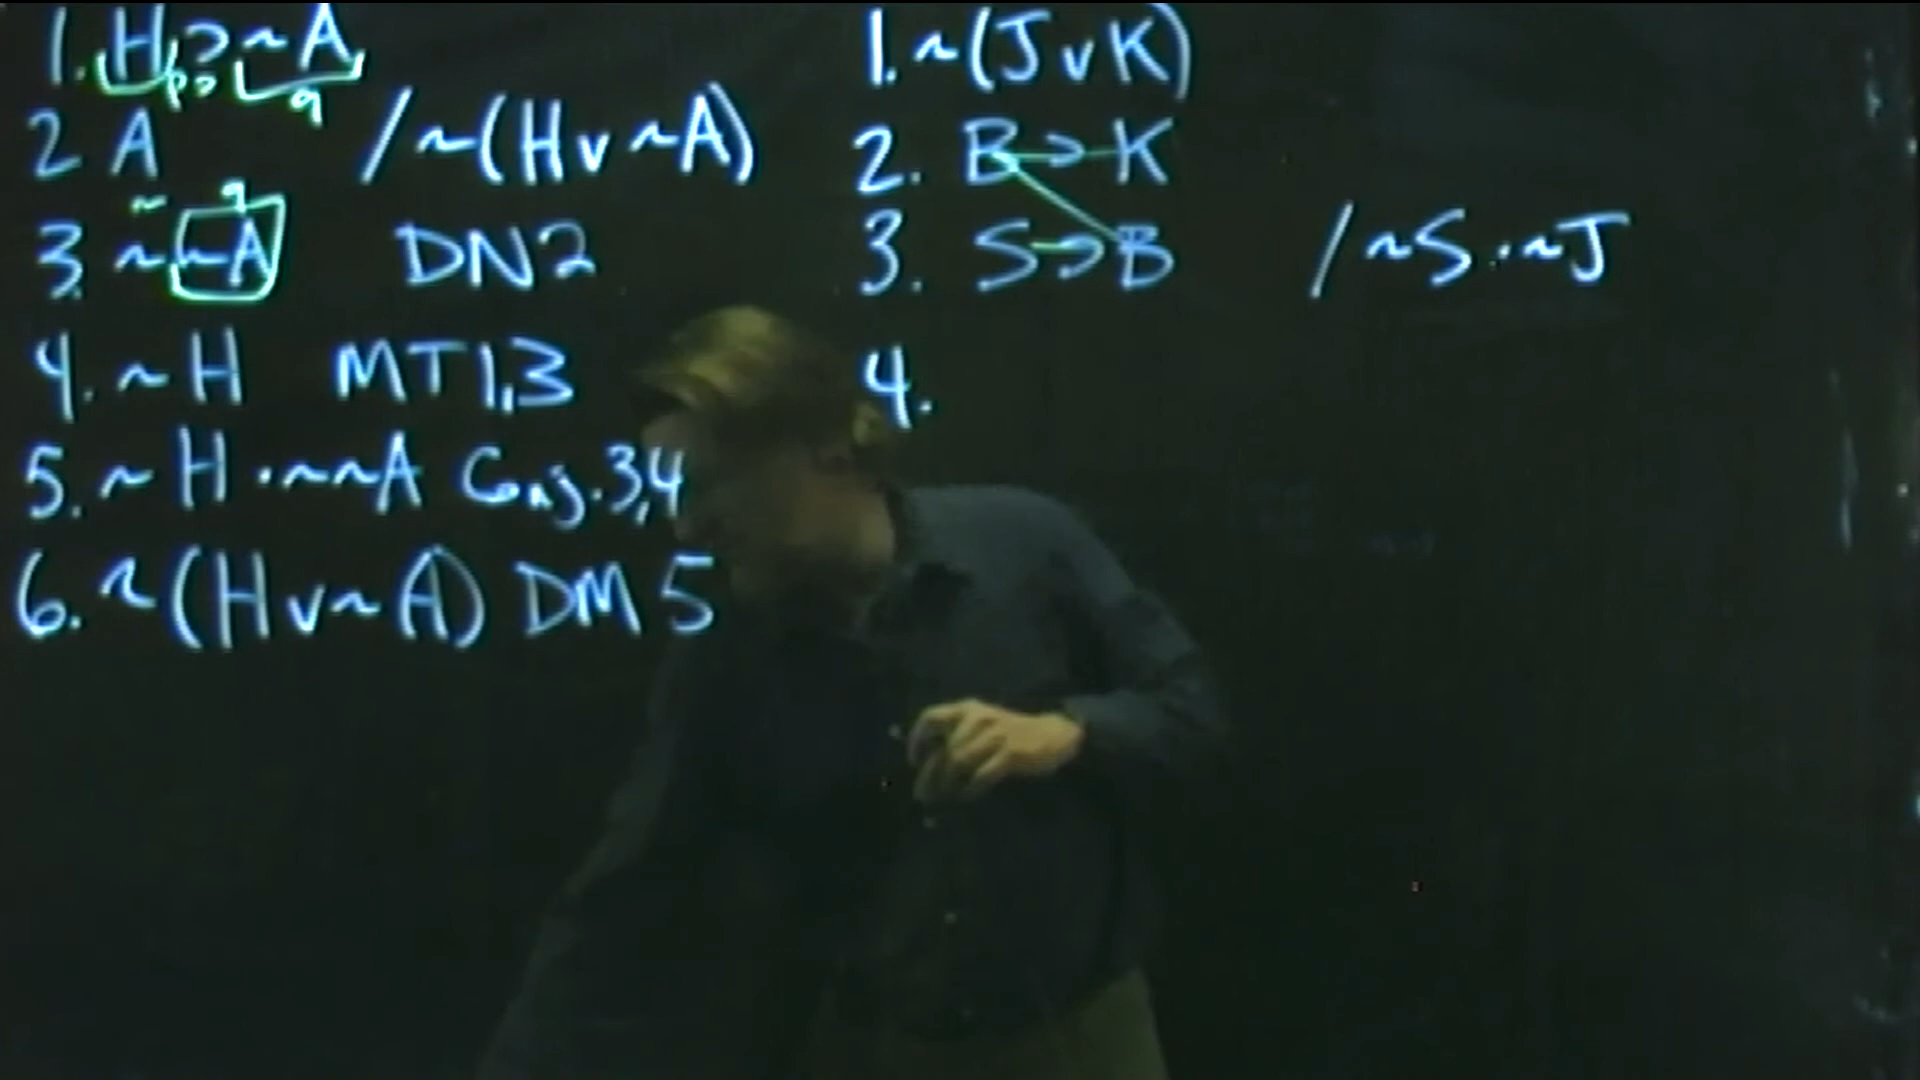 1. H ⊃ ~A
p ⊃ q
2 A /~(H v ~A)
~ q
3. ~~A DN2
4. ~H MT1,3
5. ~H · ~~A Conj. 3,4
6. ~(H v ~A) DM 5
1. ~(J v K)
2. B ⊃ K
3. S ⊃ B /~S · ~J
4.